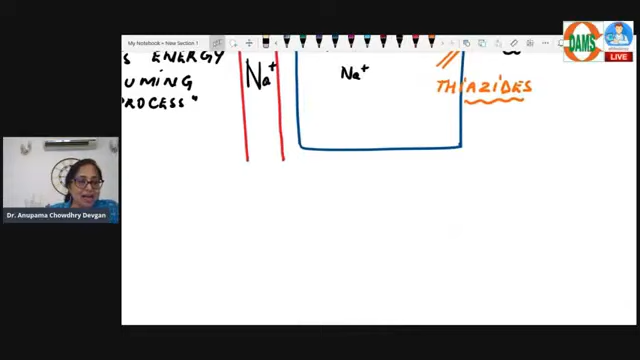 My Notebook » New Section 1
DAMS
LIVE
S ENERGY
UMING
PROCESS"
Na+
Na+
THIAZIDES
Dr. Anupama Chowdhry Devgan